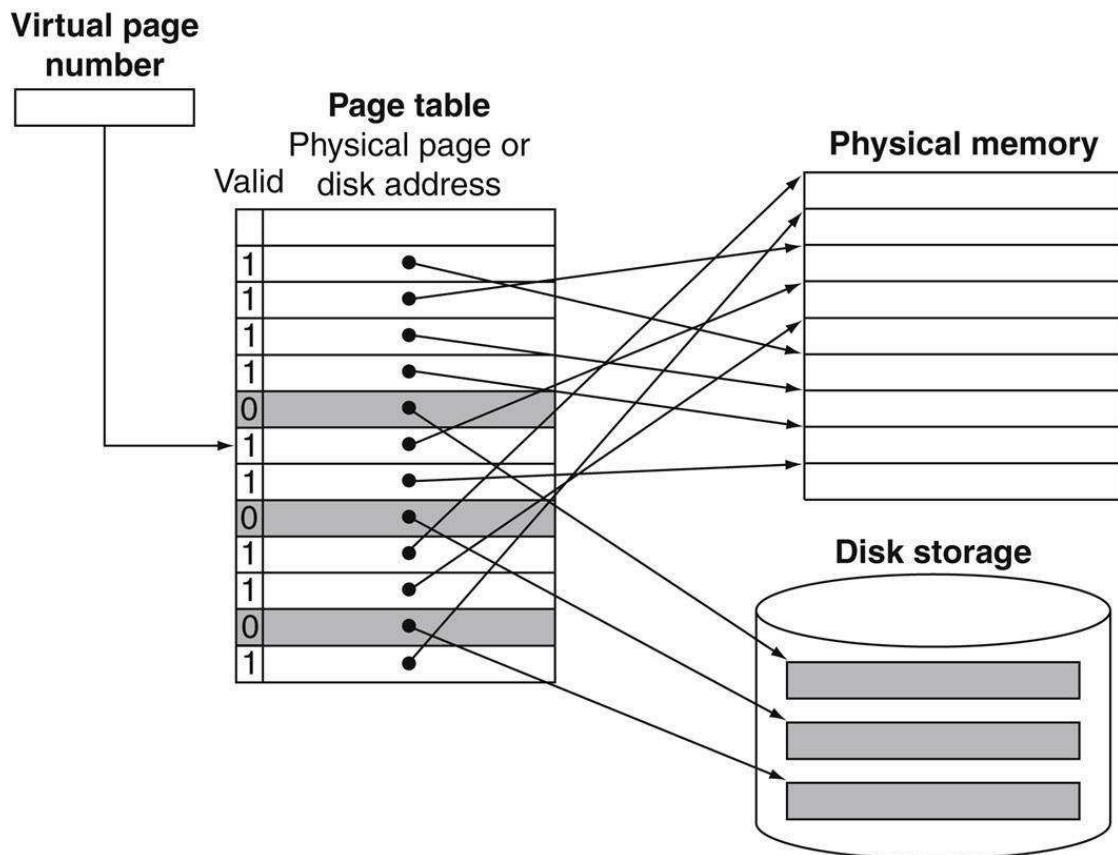 Virtual page
number
Page table
Physical page or
disk address
Valid
1
1
1
1
0
1
1
0
1
1
0
1
Physical memory
Disk storage